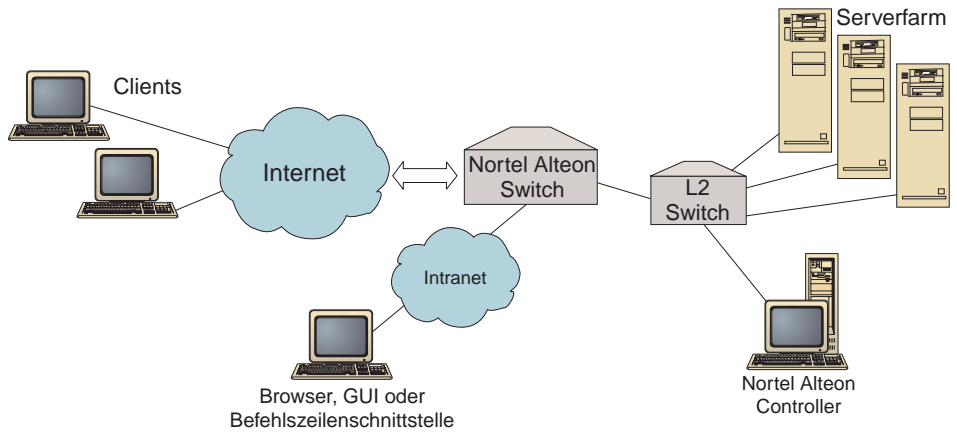 Serverfarm
Clients
Internet
Nortel Alteon
Switch
L2
Switch
Intranet
Browser, GUI oder
Befehlszeilenschnittstelle
Nortel Alteon
Controller